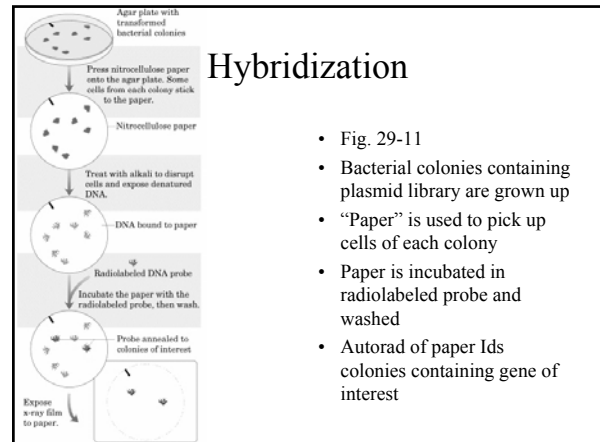 Agar plate with
transformed
bacterial colonies
Press nitrocellulose paper
onto the agar plate. Some
cells from each colony stick
to the paper.
Nitrocellulose paper
Treat with alkali to disrupt
cells and expose denatured
DNA.
DNA bound to paper
Radiolabeled DNA probe
Incubate the paper with the
radiolabeled probe, then wash.
Probe annealed to
colonies of interest
Expose
x-ray film
to paper.
Hybridization
• Fig. 29-11
• Bacterial colonies containing
plasmid library are grown up
• “Paper” is used to pick up
cells of each colony
• Paper is incubated in
radiolabeled probe and
washed
• Autorad of paper Ids
colonies containing gene of
interest